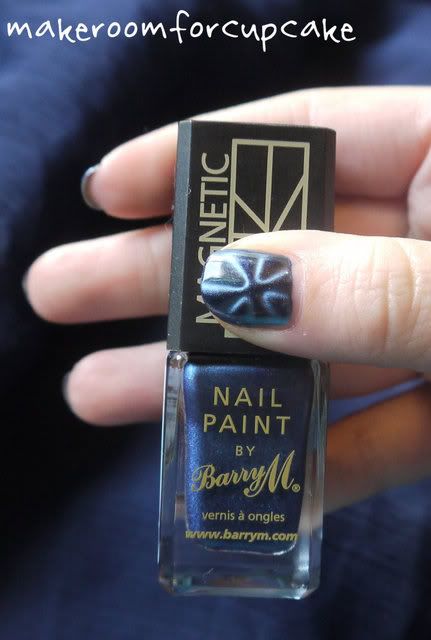 makeroomforcupcake
MAGNETIC
NAIL
PAINT
BY
Barry M®
vernis à ongles
www.barrym.com